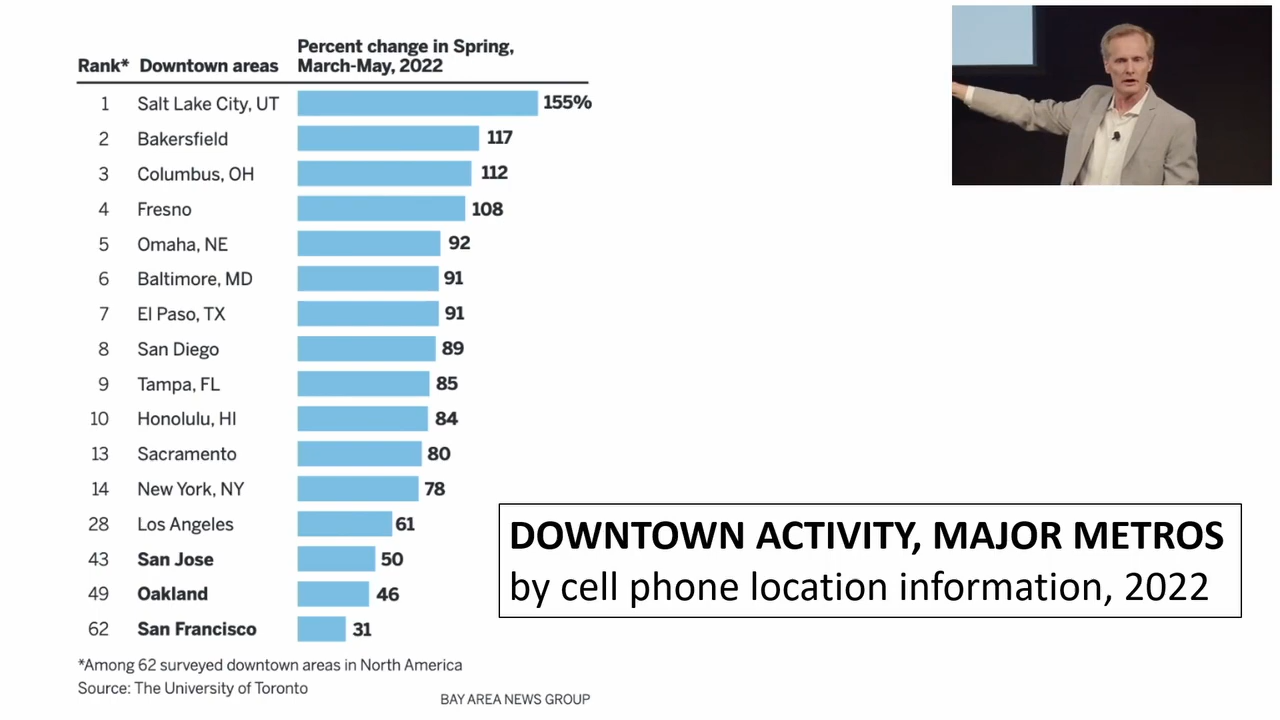 Rank* Downtown areas Percent change in Spring, March-May, 2022
1 Salt Lake City, UT 155%
2 Bakersfield 117
3 Columbus, OH 112
4 Fresno 108
5 Omaha, NE 92
6 Baltimore, MD 91
7 El Paso, TX 91
8 San Diego 89
9 Tampa, FL 85
10 Honolulu, HI 84
13 Sacramento 80
14 New York, NY 78
28 Los Angeles 61
43 San Jose 50
49 Oakland 46
62 San Francisco 31
*Among 62 surveyed downtown areas in North America
Source: The University of Toronto
BAY AREA NEWS GROUP
DOWNTOWN ACTIVITY, MAJOR METROS
by cell phone location information, 2022